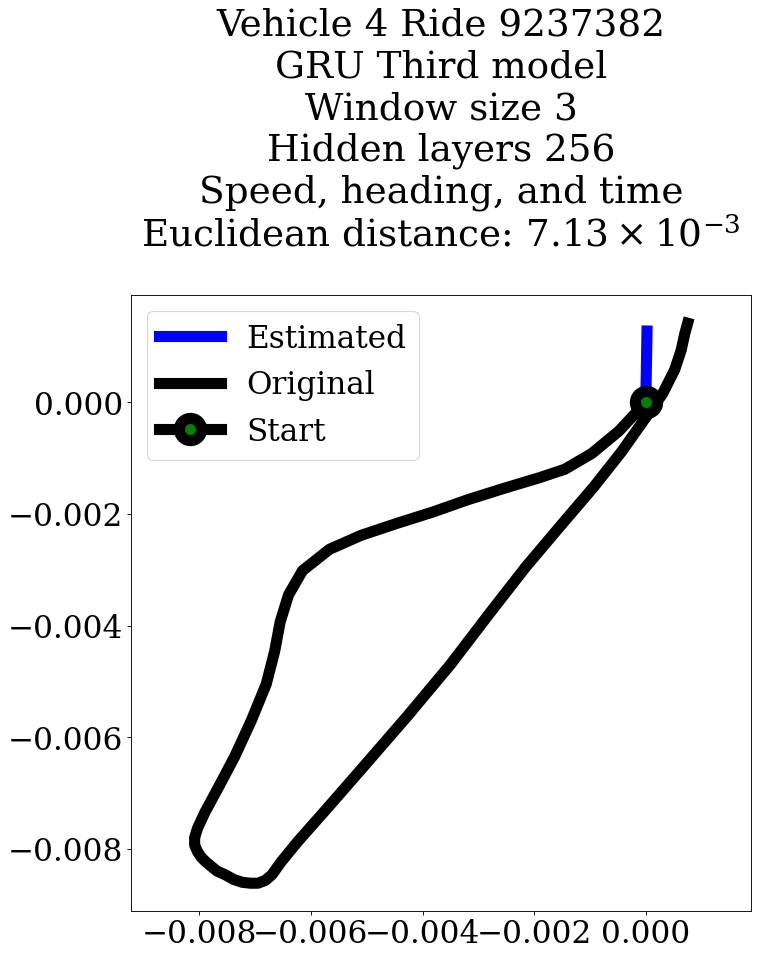 Vehicle 4 Ride 9237382
GRU Third model
Window size 3
Hidden layers 256
Speed, heading, and time
Euclidean distance: 7.13 × 10⁻³
Estimated
Original
Start
0.000
−0.002
−0.004
−0.006
−0.008
−0.008 −0.006 −0.004 −0.002 0.000